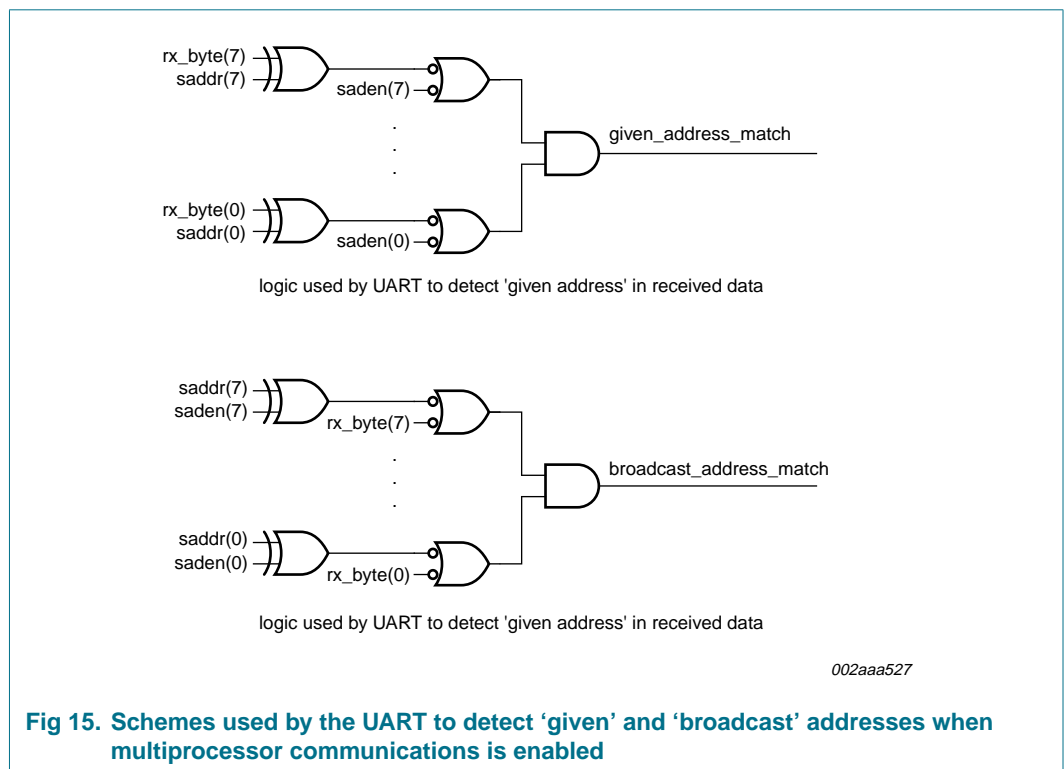 rx_byte(7)
saddr(7)
saden(7)
.
.
.
given_address_match
rx_byte(0)
saddr(0)
saden(0)
logic used by UART to detect 'given address' in received data
saddr(7)
saden(7)
rx_byte(7)
.
.
.
broadcast_address_match
saddr(0)
saden(0)
rx_byte(0)
logic used by UART to detect 'given address' in received data
002aaa527
Fig 15. Schemes used by the UART to detect ‘given’ and ‘broadcast’ addresses when
multiprocessor communications is enabled